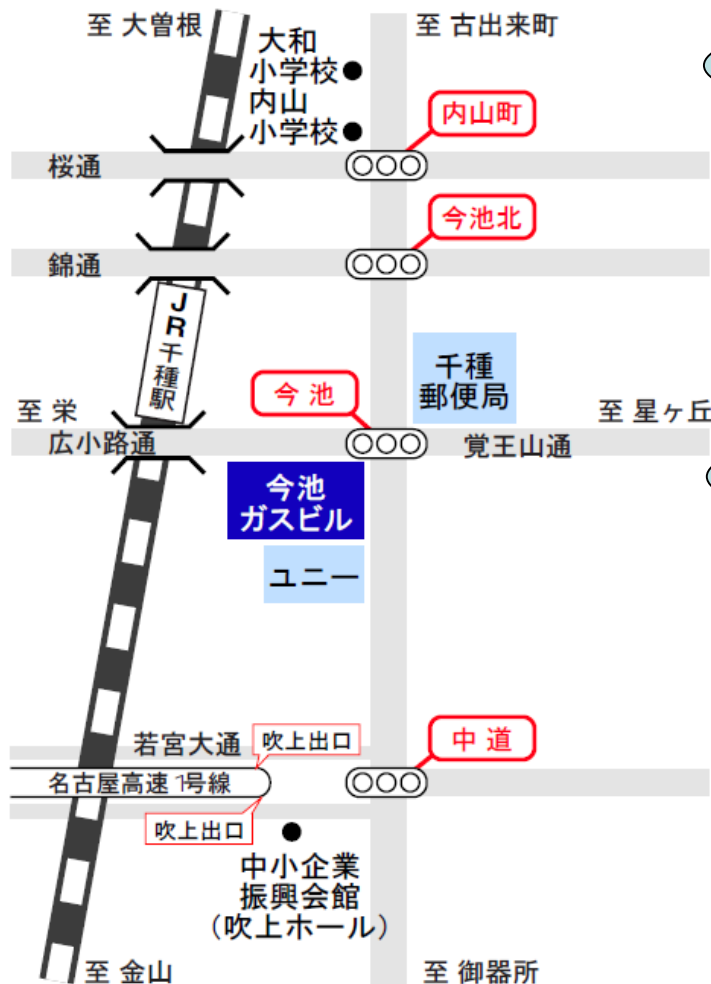 至 大曽根
至 古出来町
大和
小学校
内山
小学校
内山町
桜通
今池北
錦通
JR千種駅
千種
郵便局
今 池
至 栄
至 星ヶ丘
広小路通
覚王山通
今池
ガスビル
ユニー
中 道
若宮大通
吹上出口
名古屋高速 1号線
吹上出口
中小企業
振興会館
(吹上ホール)
至 金山
至 御器所